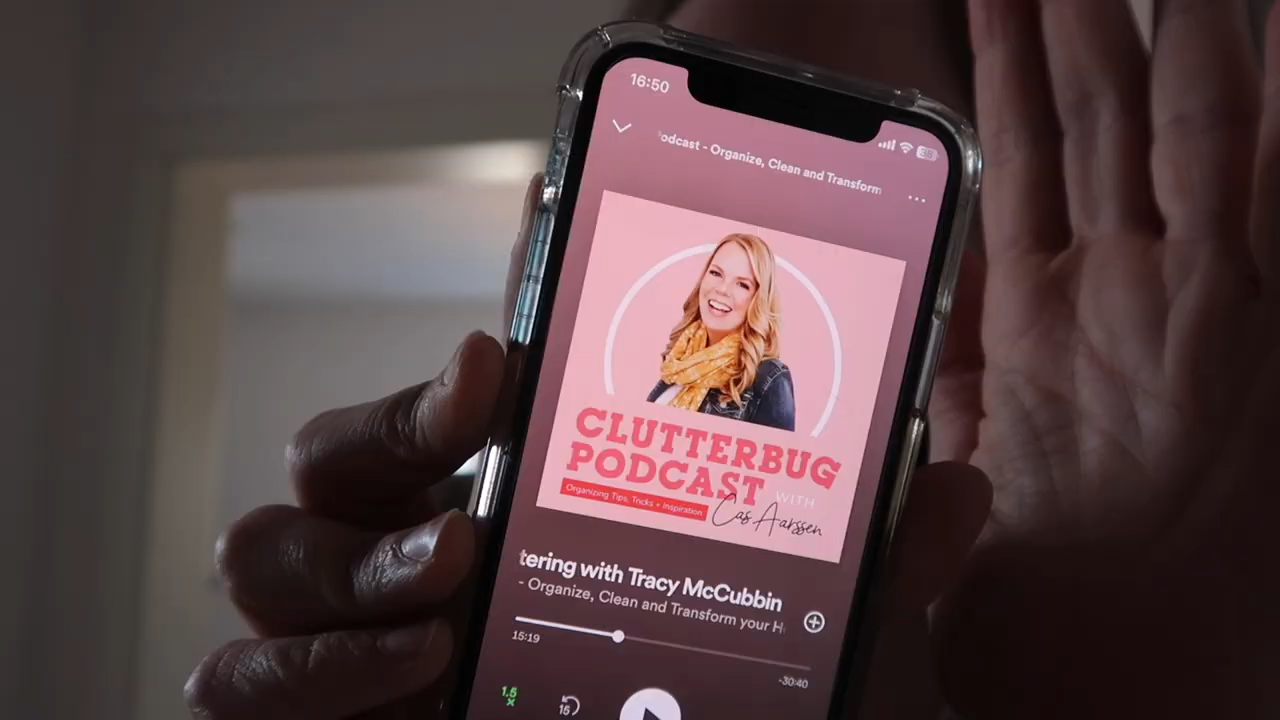 16:50
38
odcast - Organize, Clean and Transform
CLUTTERBUG
PODCAST
WITH
Organizing Tips, Tricks + Inspiration
Cas Aarssen
tering with Tracy McCubbin
- Organize, Clean and Transform your H
15:19
-30:40
1.5
x
15